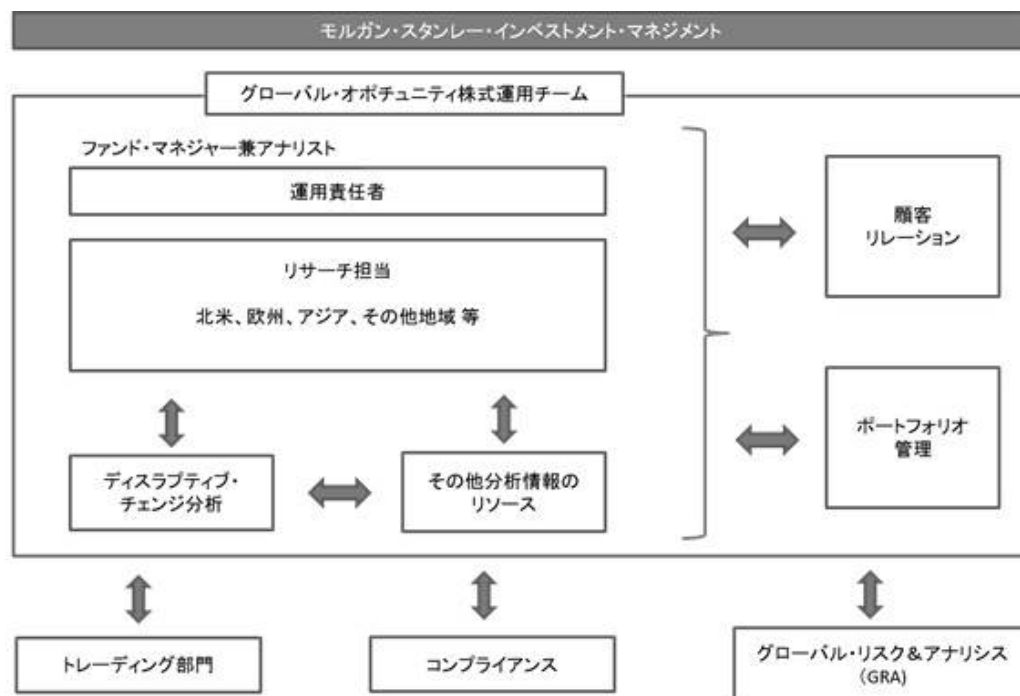 モルガン・スタンレー・インベストメント・マネジメント
グローバル・オポチュニティ株式運用チーム
ファンド・マネジャー兼アナリスト
運用責任者
リサーチ担当
北米、欧州、アジア、その他地域 等
ディスラプティブ・
チェンジ分析
その他分析情報の
リソース
顧客
リレーション
ポートフォリオ
管理
トレーディング部門
コンプライアンス
グローバル・リスク&アナリシス
(GRA)